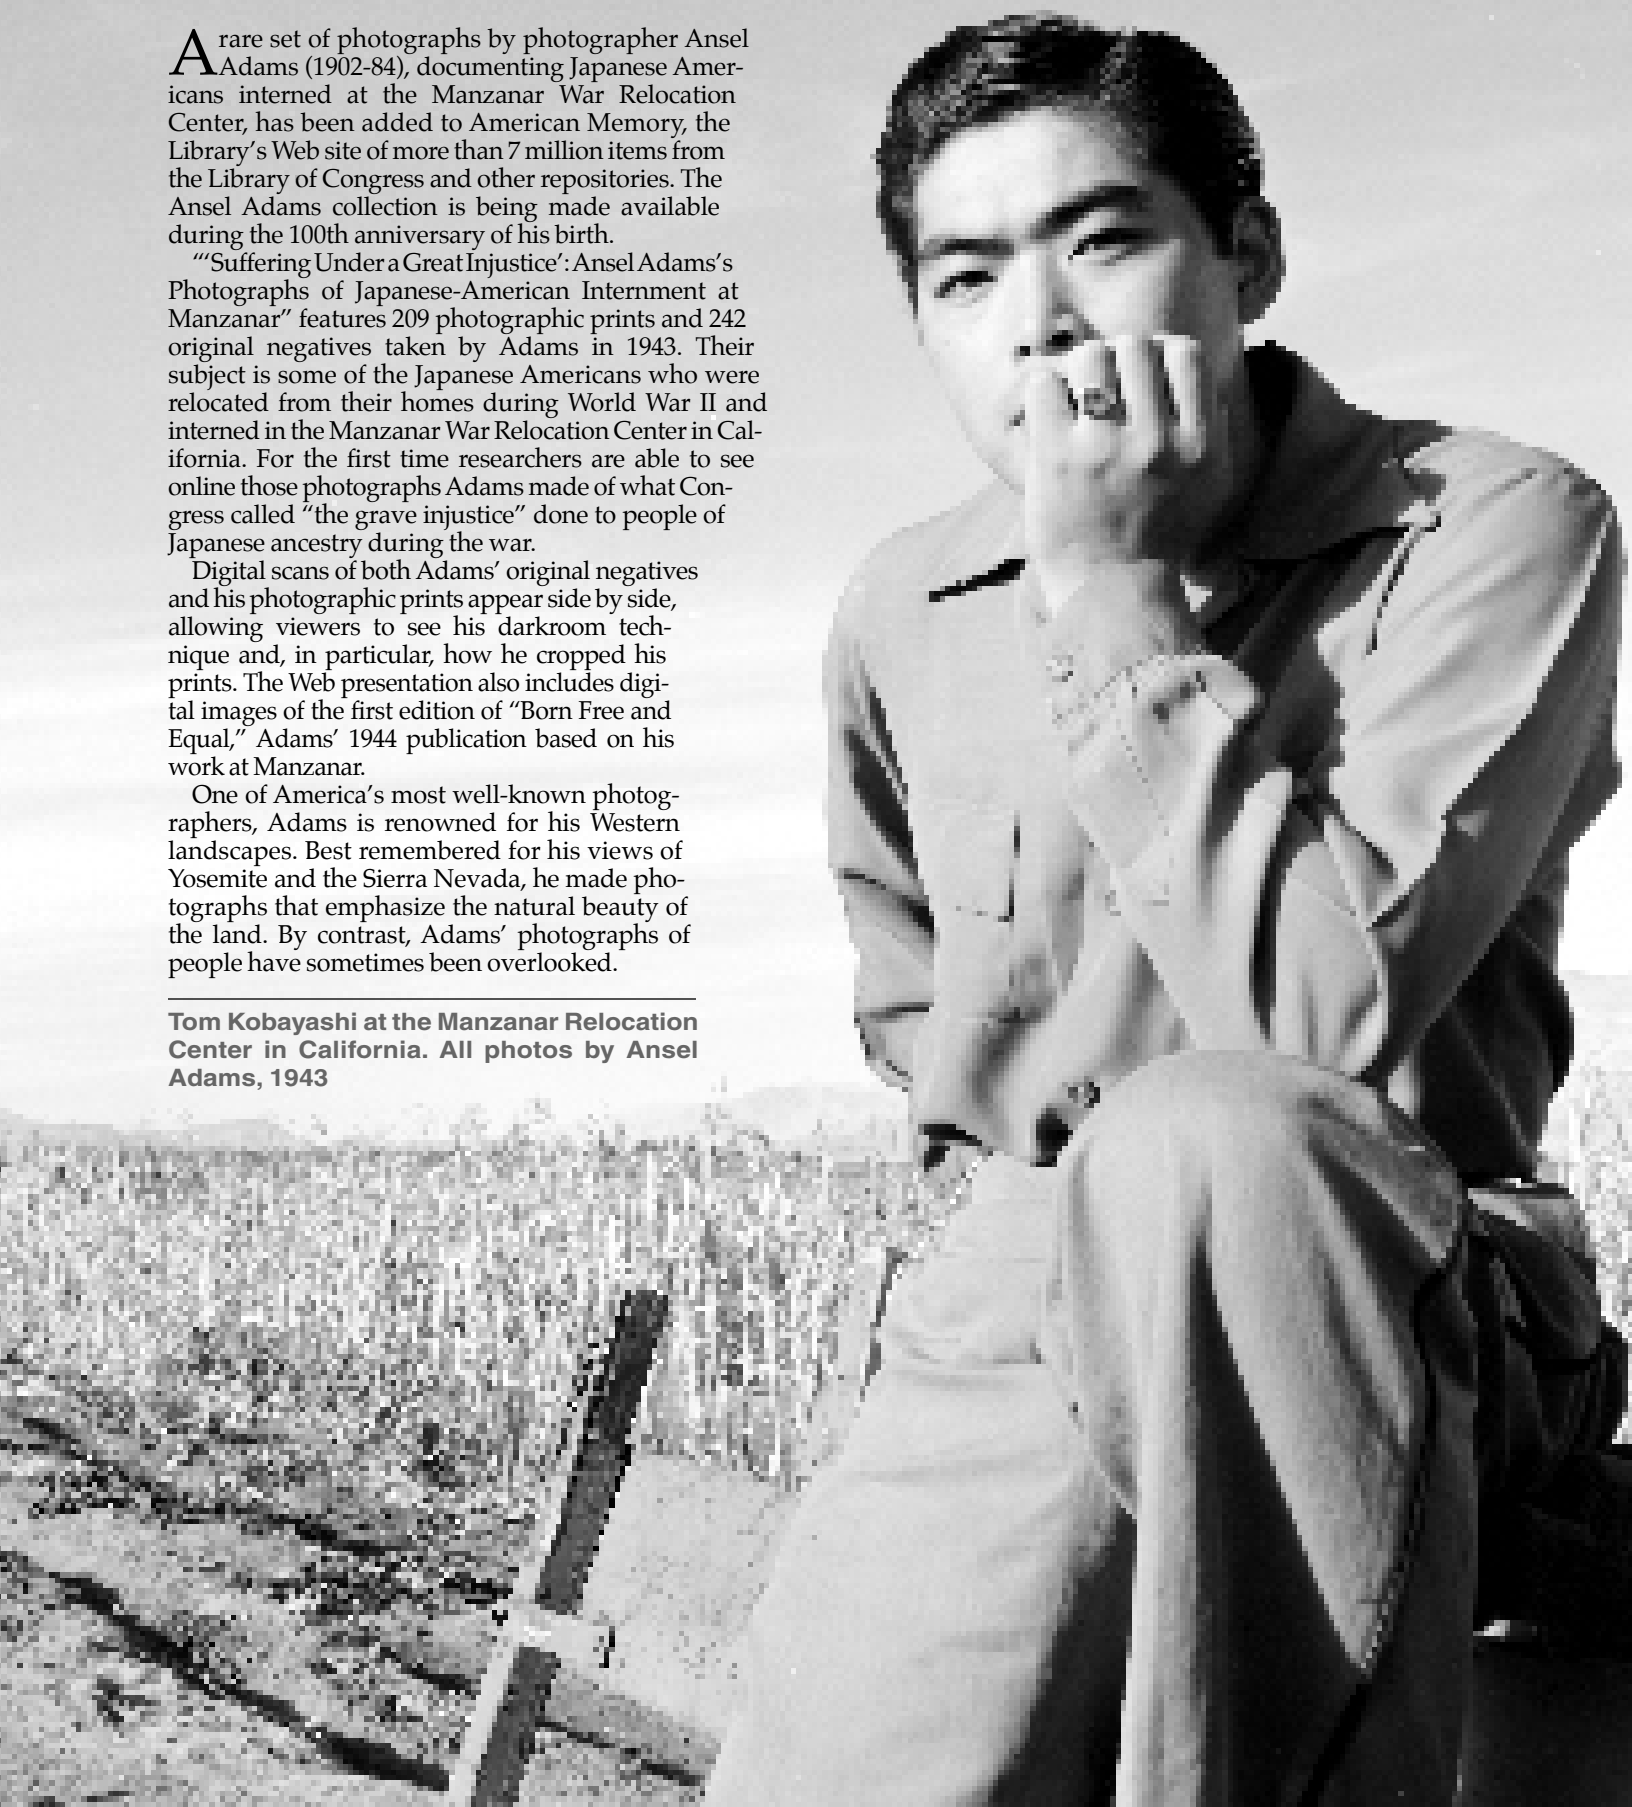 A rare set of photographs by photographer Ansel
Adams (1902-84), documenting Japanese Amer-
icans interned at the Manzanar War Relocation
Center, has been added to American Memory, the
Library's Web site of more than 7 million items from
the Library of Congress and other repositories. The
Ansel Adams collection is being made available
during the 100th anniversary of his birth.
“‘Suffering Under a Great Injustice’: Ansel Adams's
Photographs of Japanese-American Internment at
Manzanar” features 209 photographic prints and 242
original negatives taken by Adams in 1943. Their
subject is some of the Japanese Americans who were
relocated from their homes during World War II and
interned in the Manzanar War Relocation Center in Cal-
ifornia. For the first time researchers are able to see
online those photographs Adams made of what Con-
gress called “the grave injustice” done to people of
Japanese ancestry during the war.
Digital scans of both Adams’ original negatives
and his photographic prints appear side by side,
allowing viewers to see his darkroom tech-
nique and, in particular, how he cropped his
prints. The Web presentation also includes digi-
tal images of the first edition of “Born Free and
Equal,” Adams’ 1944 publication based on his
work at Manzanar.
One of America’s most well-known photog-
raphers, Adams is renowned for his Western
landscapes. Best remembered for his views of
Yosemite and the Sierra Nevada, he made pho-
tographs that emphasize the natural beauty of
the land. By contrast, Adams’ photographs of
people have sometimes been overlooked.
Tom Kobayashi at the Manzanar Relocation
Center in California. All photos by Ansel
Adams, 1943